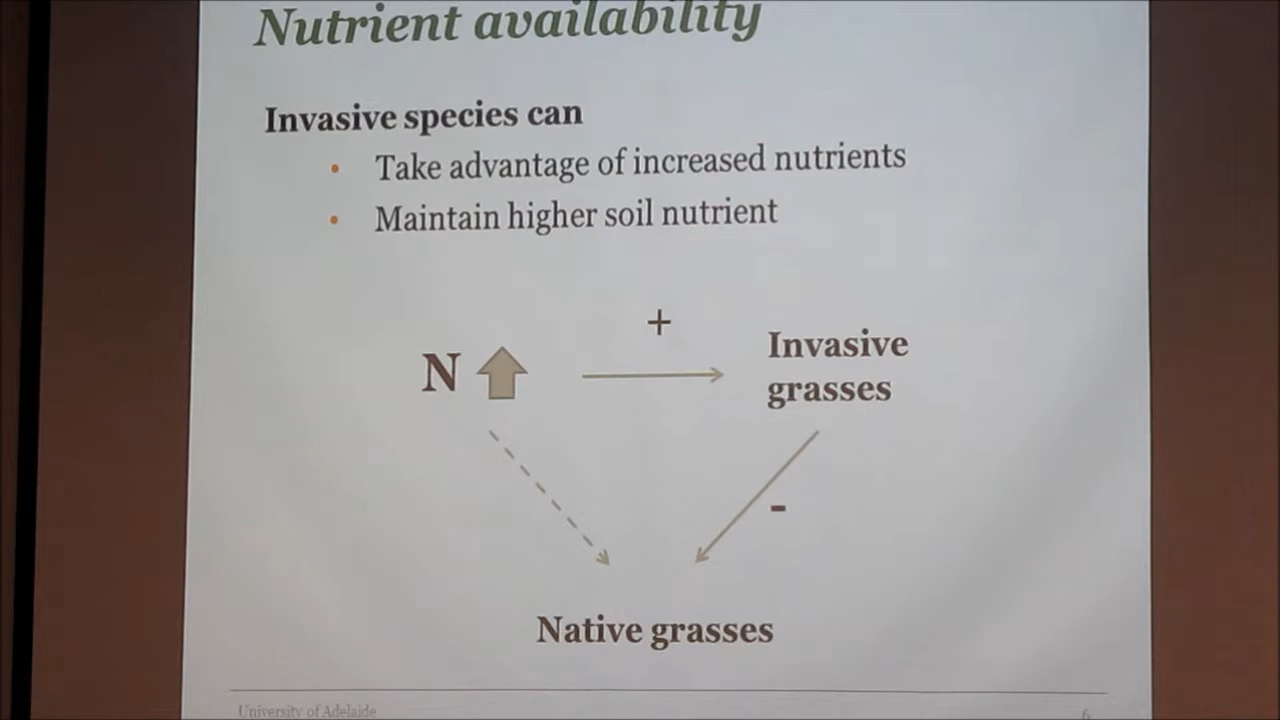 Nutrient availability
Invasive species can
• Take advantage of increased nutrients
• Maintain higher soil nutrient
+
N
Invasive
grasses
-
Native grasses
University of Adelaide
6